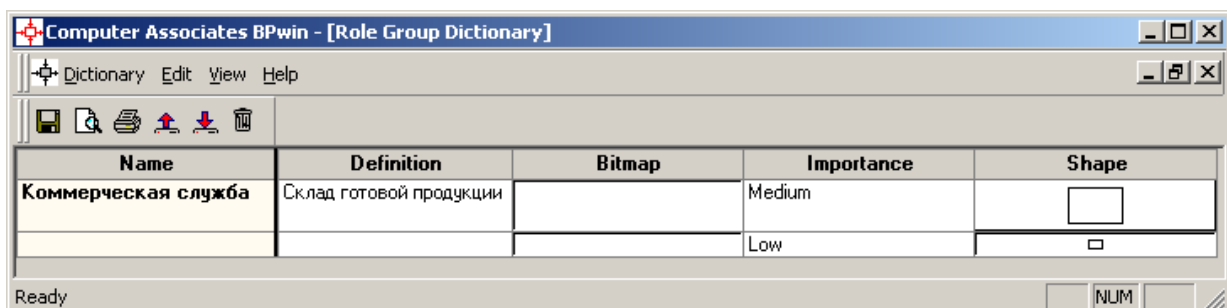 Computer Associates BPwin - [Role Group Dictionary]
Dictionary Edit View Help
Name Definition Bitmap Importance Shape
Коммерческая служба Склад готовой продукции Medium
Low
Ready NUM